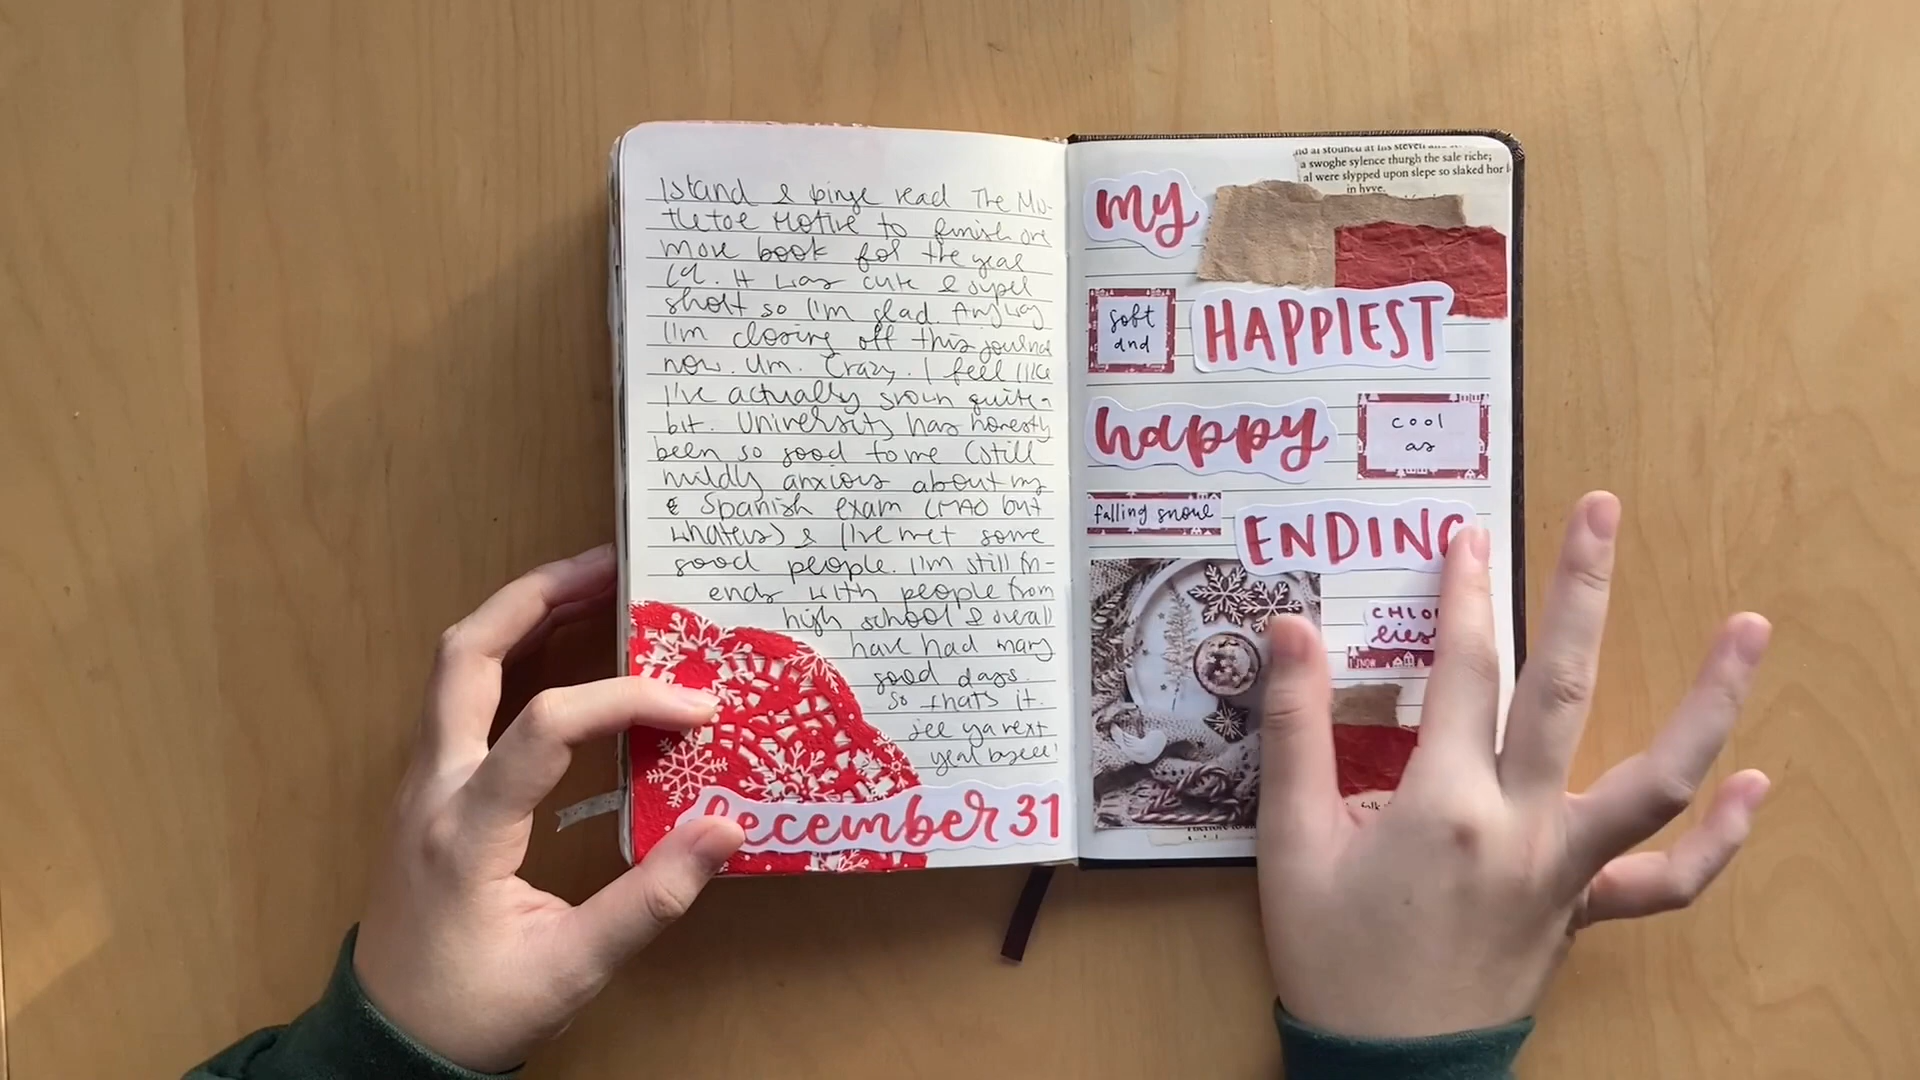 Island & binge read The Mis-
tletoe Motive to finish one
more book for the year
lol. It was cute & super
short so I'm glad. Anyway
I'm closing off this journal
now. Um. Crazy. I feel like
I've actually grown quite a
bit. University has honestly
been so good to me (still
mildly anxious about my
Spanish exam LMAO but
whatevs) & I've met some
good people. I'm still fri-
ends with people from
high school & overall
have had many
good days.
So that's it.
See ya next
year byeee!
December 31
a swoghe sylence thurgh the sale riche;
al were slypped upon slepe so slaked hor
in hyye.
my
soft
and
HAPPIEST
happy
cool
as
falling snow
ENDING
CHLO
lies